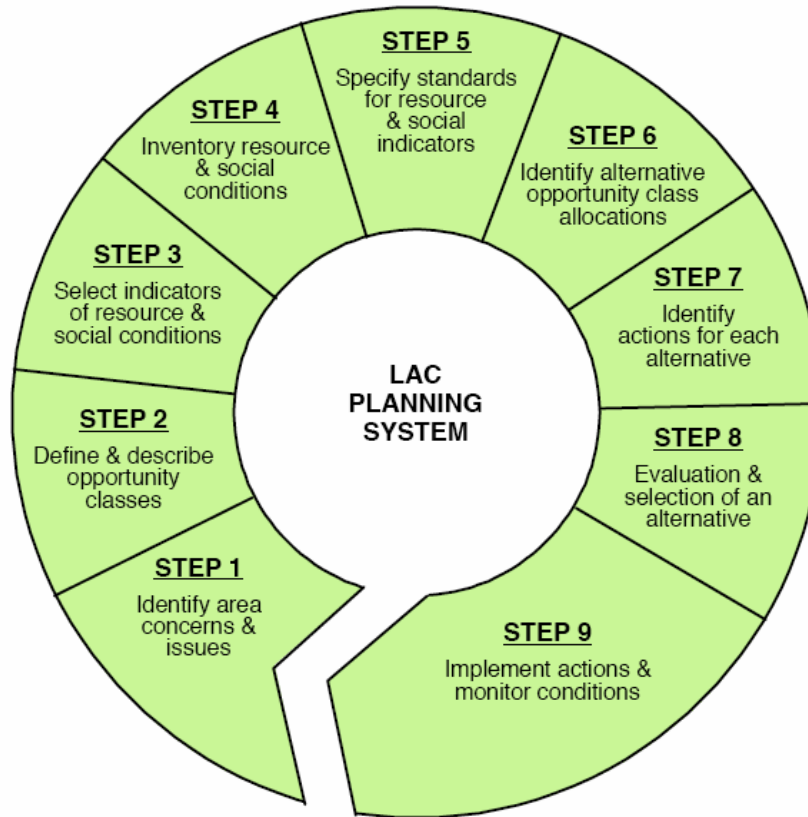 STEP 1
Identify area
concerns &
issues
STEP 2
Define & describe
opportunity
classes
STEP 3
Select indicators
of resource &
social conditions
STEP 4
Inventory resource
& social
conditions
STEP 5
Specify standards
for resource
& social
indicators
STEP 6
Identify alternative
opportunity class
allocations
STEP 7
Identify
actions for each
alternative
STEP 8
Evaluation &
selection of an
alternative
STEP 9
Implement actions &
monitor conditions
LAC
PLANNING
SYSTEM